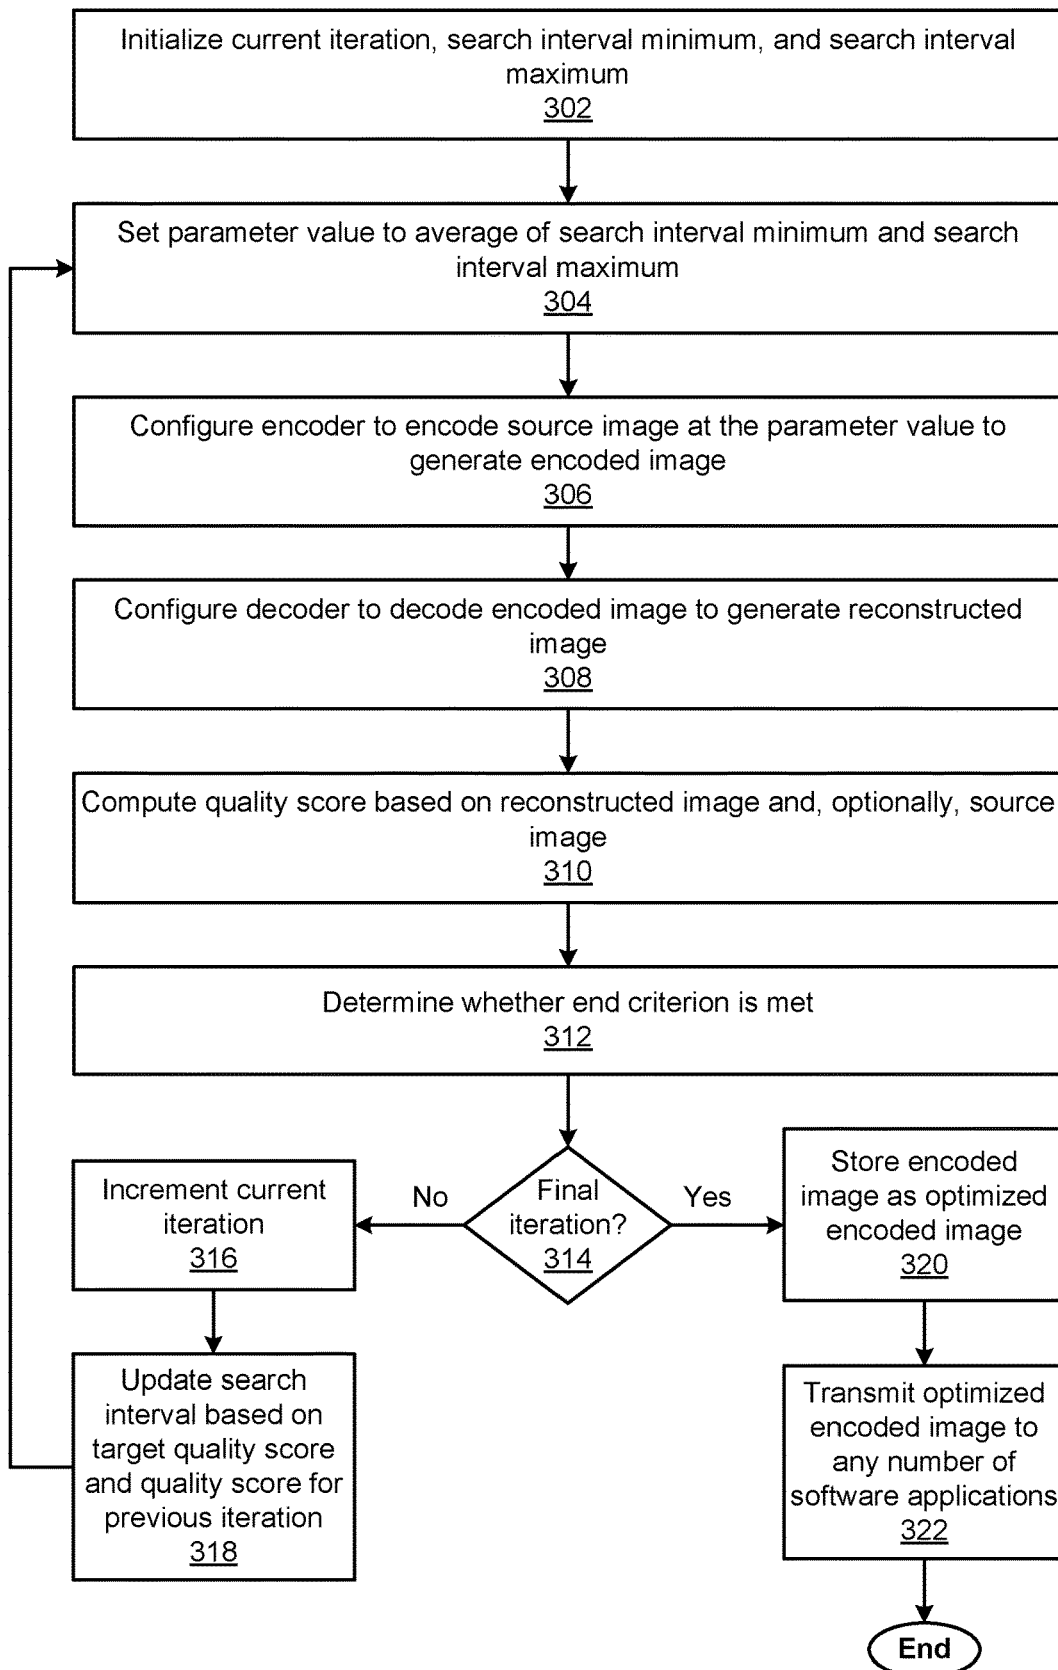 Initialize current iteration, search interval minimum, and search interval
maximum
302
Set parameter value to average of search interval minimum and search
interval maximum
304
Configure encoder to encode source image at the parameter value to
generate encoded image
306
Configure decoder to decode encoded image to generate reconstructed
image
308
Compute quality score based on reconstructed image and, optionally, source
image
310
Determine whether end criterion is met
312
Final
iteration?
314
No
Yes
Increment current
iteration
316
Update search
interval based on
target quality score
and quality score for
previous iteration
318
Store encoded
image as optimized
encoded image
320
Transmit optimized
encoded image to
any number of
software applications
322
End